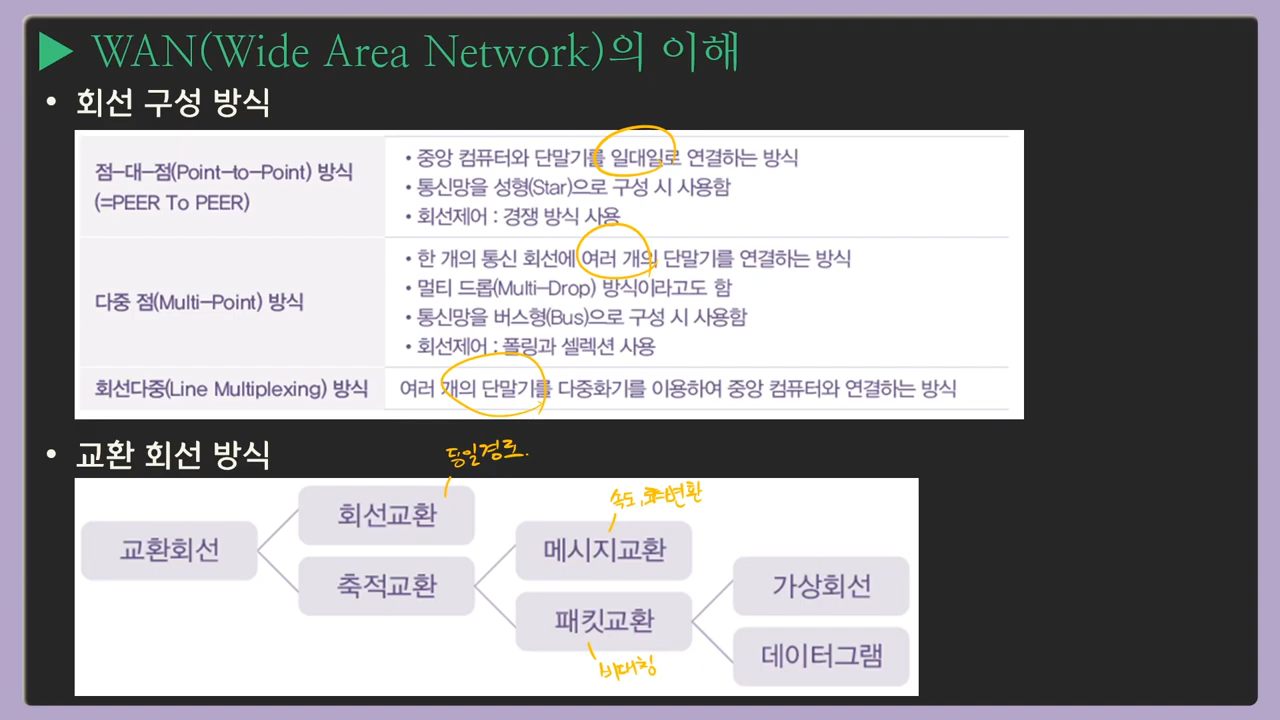 ▶ WAN(Wide Area Network)의 이해
• 회선 구성 방식
점-대-점(Point-to-Point) 방식
(=PEER To PEER)
• 중앙 컴퓨터와 단말기를 일대일로 연결하는 방식
• 통신망을 성형(Star)으로 구성 시 사용함
• 회선제어 : 경쟁 방식 사용
다중 점(Multi-Point) 방식
• 한 개의 통신 회선에 여러 개의 단말기를 연결하는 방식
• 멀티 드롭(Multi-Drop) 방식이라고도 함
• 통신망을 버스형(Bus)으로 구성 시 사용함
• 회선제어 : 폴링과 셀렉션 사용
회선다중(Line Multiplexing) 방식
여러 개의 단말기를 다중화기를 이용하여 중앙 컴퓨터와 연결하는 방식
• 교환 회선 방식
동일경로.
교환회선
회선교환
축적교환
속도, 변환
메시지교환
패킷교환
비대칭
가상회선
데이터그램